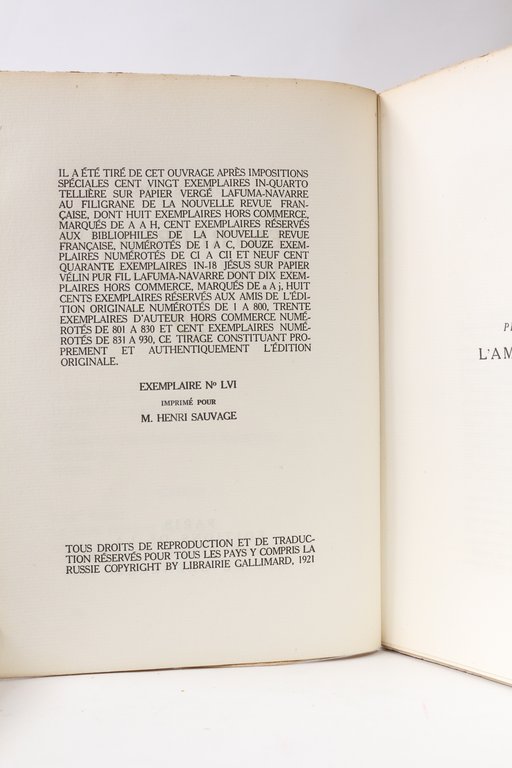 IL A ÉTÉ TIRÉ DE CET OUVRAGE APRÈS IMPOSITIONS
SPÉCIALES CENT VINGT EXEMPLAIRES IN-QUARTO
TELLIÈRE SUR PAPIER VERGÉ LAFUMA-NAVARRE
AU FILIGRANE DE LA NOUVELLE REVUE FRAN-
ÇAISE, DONT HUIT EXEMPLAIRES HORS COMMERCE,
MARQUÉS DE A A H, CENT EXEMPLAIRES RÉSERVÉS
AUX BIBLIOPHILES DE LA NOUVELLE REVUE
FRANÇAISE, NUMÉROTÉS DE I A C, DOUZE EXEM-
PLAIRES NUMÉROTÉS DE CI A CII ET NEUF CENT
QUARANTE EXEMPLAIRES IN-18 JÉSUS SUR PAPIER
VÉLIN PUR FIL LAFUMA-NAVARRE DONT DIX EXEM-
PLAIRES HORS COMMERCE, MARQUÉS DE a A j, HUIT
CENTS EXEMPLAIRES RÉSERVÉS AUX AMIS DE L'ÉDI-
TION ORIGINALE NUMÉROTÉS DE 1 A 800, TRENTE
EXEMPLAIRES D'AUTEUR HORS COMMERCE NUMÉ-
ROTÉS DE 801 A 830 ET CENT EXEMPLAIRES NUMÉ-
ROTÉS DE 831 A 930, CE TIRAGE CONSTITUANT PRO-
PREMENT ET AUTHENTIQUEMENT L'ÉDITION
ORIGINALE.
EXEMPLAIRE Nº LVI
IMPRIMÉ POUR
M. HENRI SAUVAGE
TOUS DROITS DE REPRODUCTION ET DE TRADUC-
TION RÉSERVÉS POUR TOUS LES PAYS Y COMPRIS LA
RUSSIE COPYRIGHT BY LIBRAIRIE GALLIMARD, 1921
L'AM